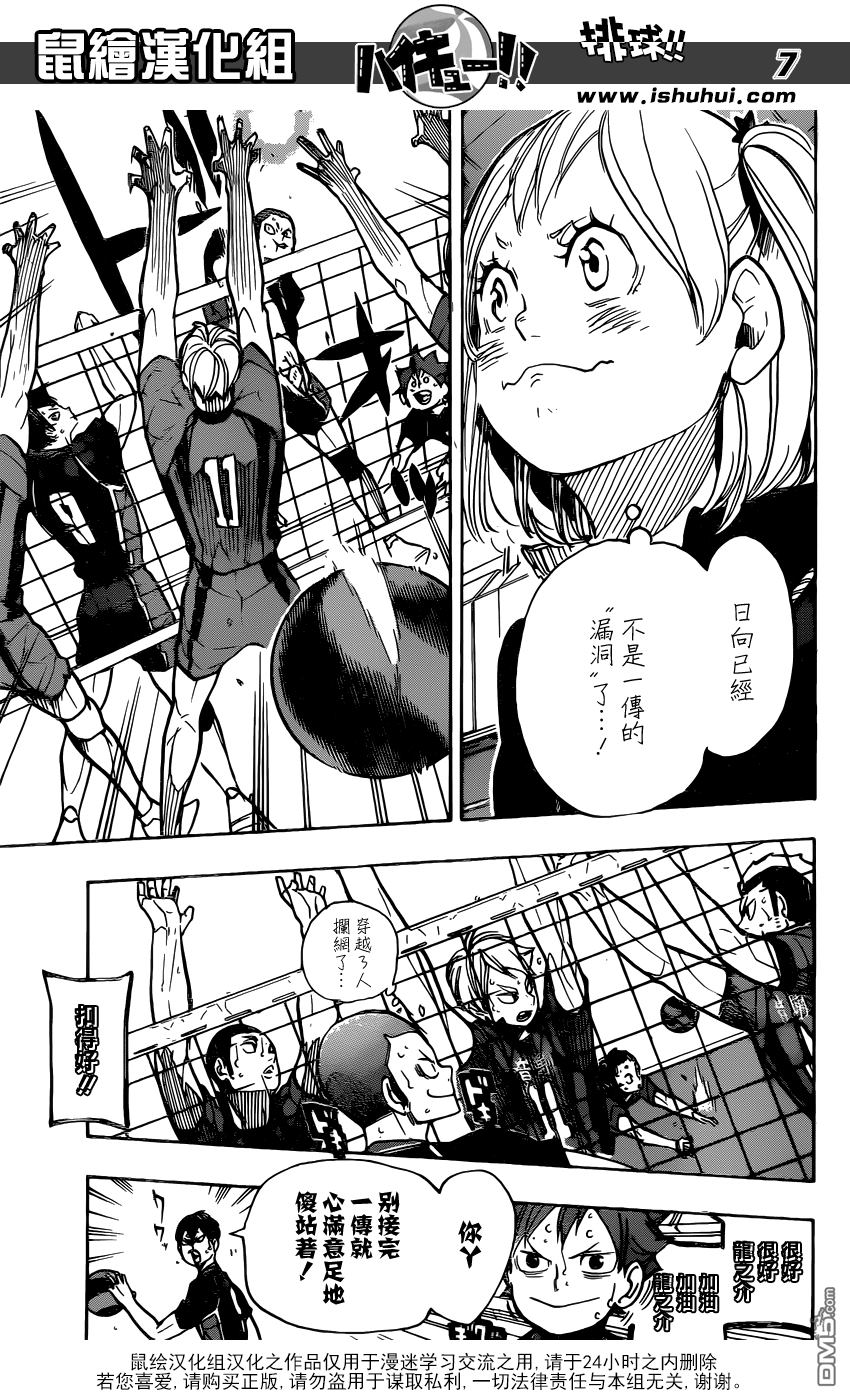 鼠繪漢化組
ハイキュー!!
排球!!
7
www.ishuhui.com
日向已經
不是一傳的
"漏洞"了……!
11
穿越3人
攔網了…
扣得好!!
很好
很好
龍之介
加油
加油
龍之介
你丫
别接完
一傳就
心滿意足地
傻站著!
鼠绘汉化组汉化之作品仅用于漫迷学习交流之用, 请于24小时之内删除
若您喜爱, 请购买正版, 请勿盗用于谋取私利, 一切法律责任与本组无关, 谢谢。
DM5.com